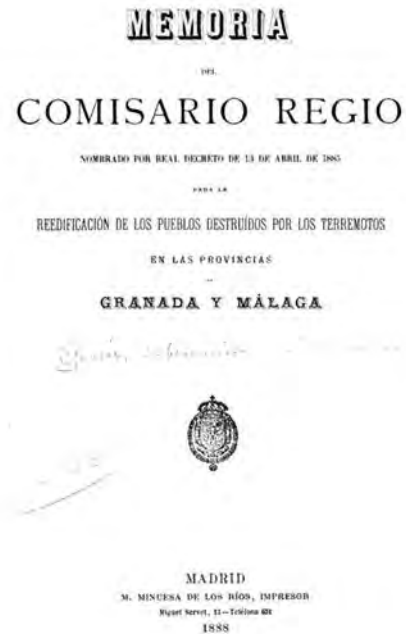 MEMORIA
DEL
COMISARIO REGIO
NOMBRADO POR REAL DECRETO DE 13 DE ABRIL DE 1885
PARA LA
REEDIFICACIÓN DE LOS PUEBLOS DESTRUÍDOS POR LOS TERREMOTOS
EN LAS PROVINCIAS
GRANADA Y MÁLAGA
MADRID
M. MINUESA DE LOS RÍOS, IMPRESOR
Miguel Servet, 13—Teléfono 651
1888